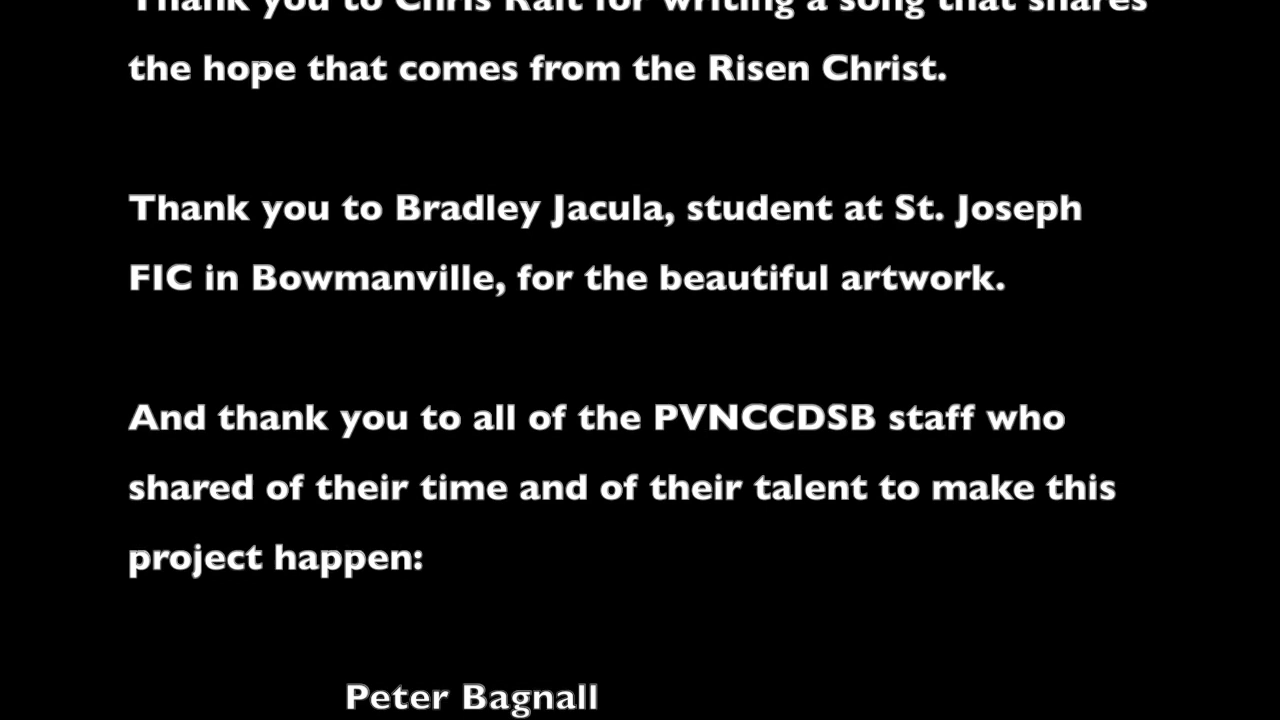 Thank you to Chris Rait for writing a song that shares
the hope that comes from the Risen Christ.
Thank you to Bradley Jacula, student at St. Joseph
FIC in Bowmanville, for the beautiful artwork.
And thank you to all of the PVNCCDSB staff who
shared of their time and of their talent to make this
project happen:
Peter Bagnall